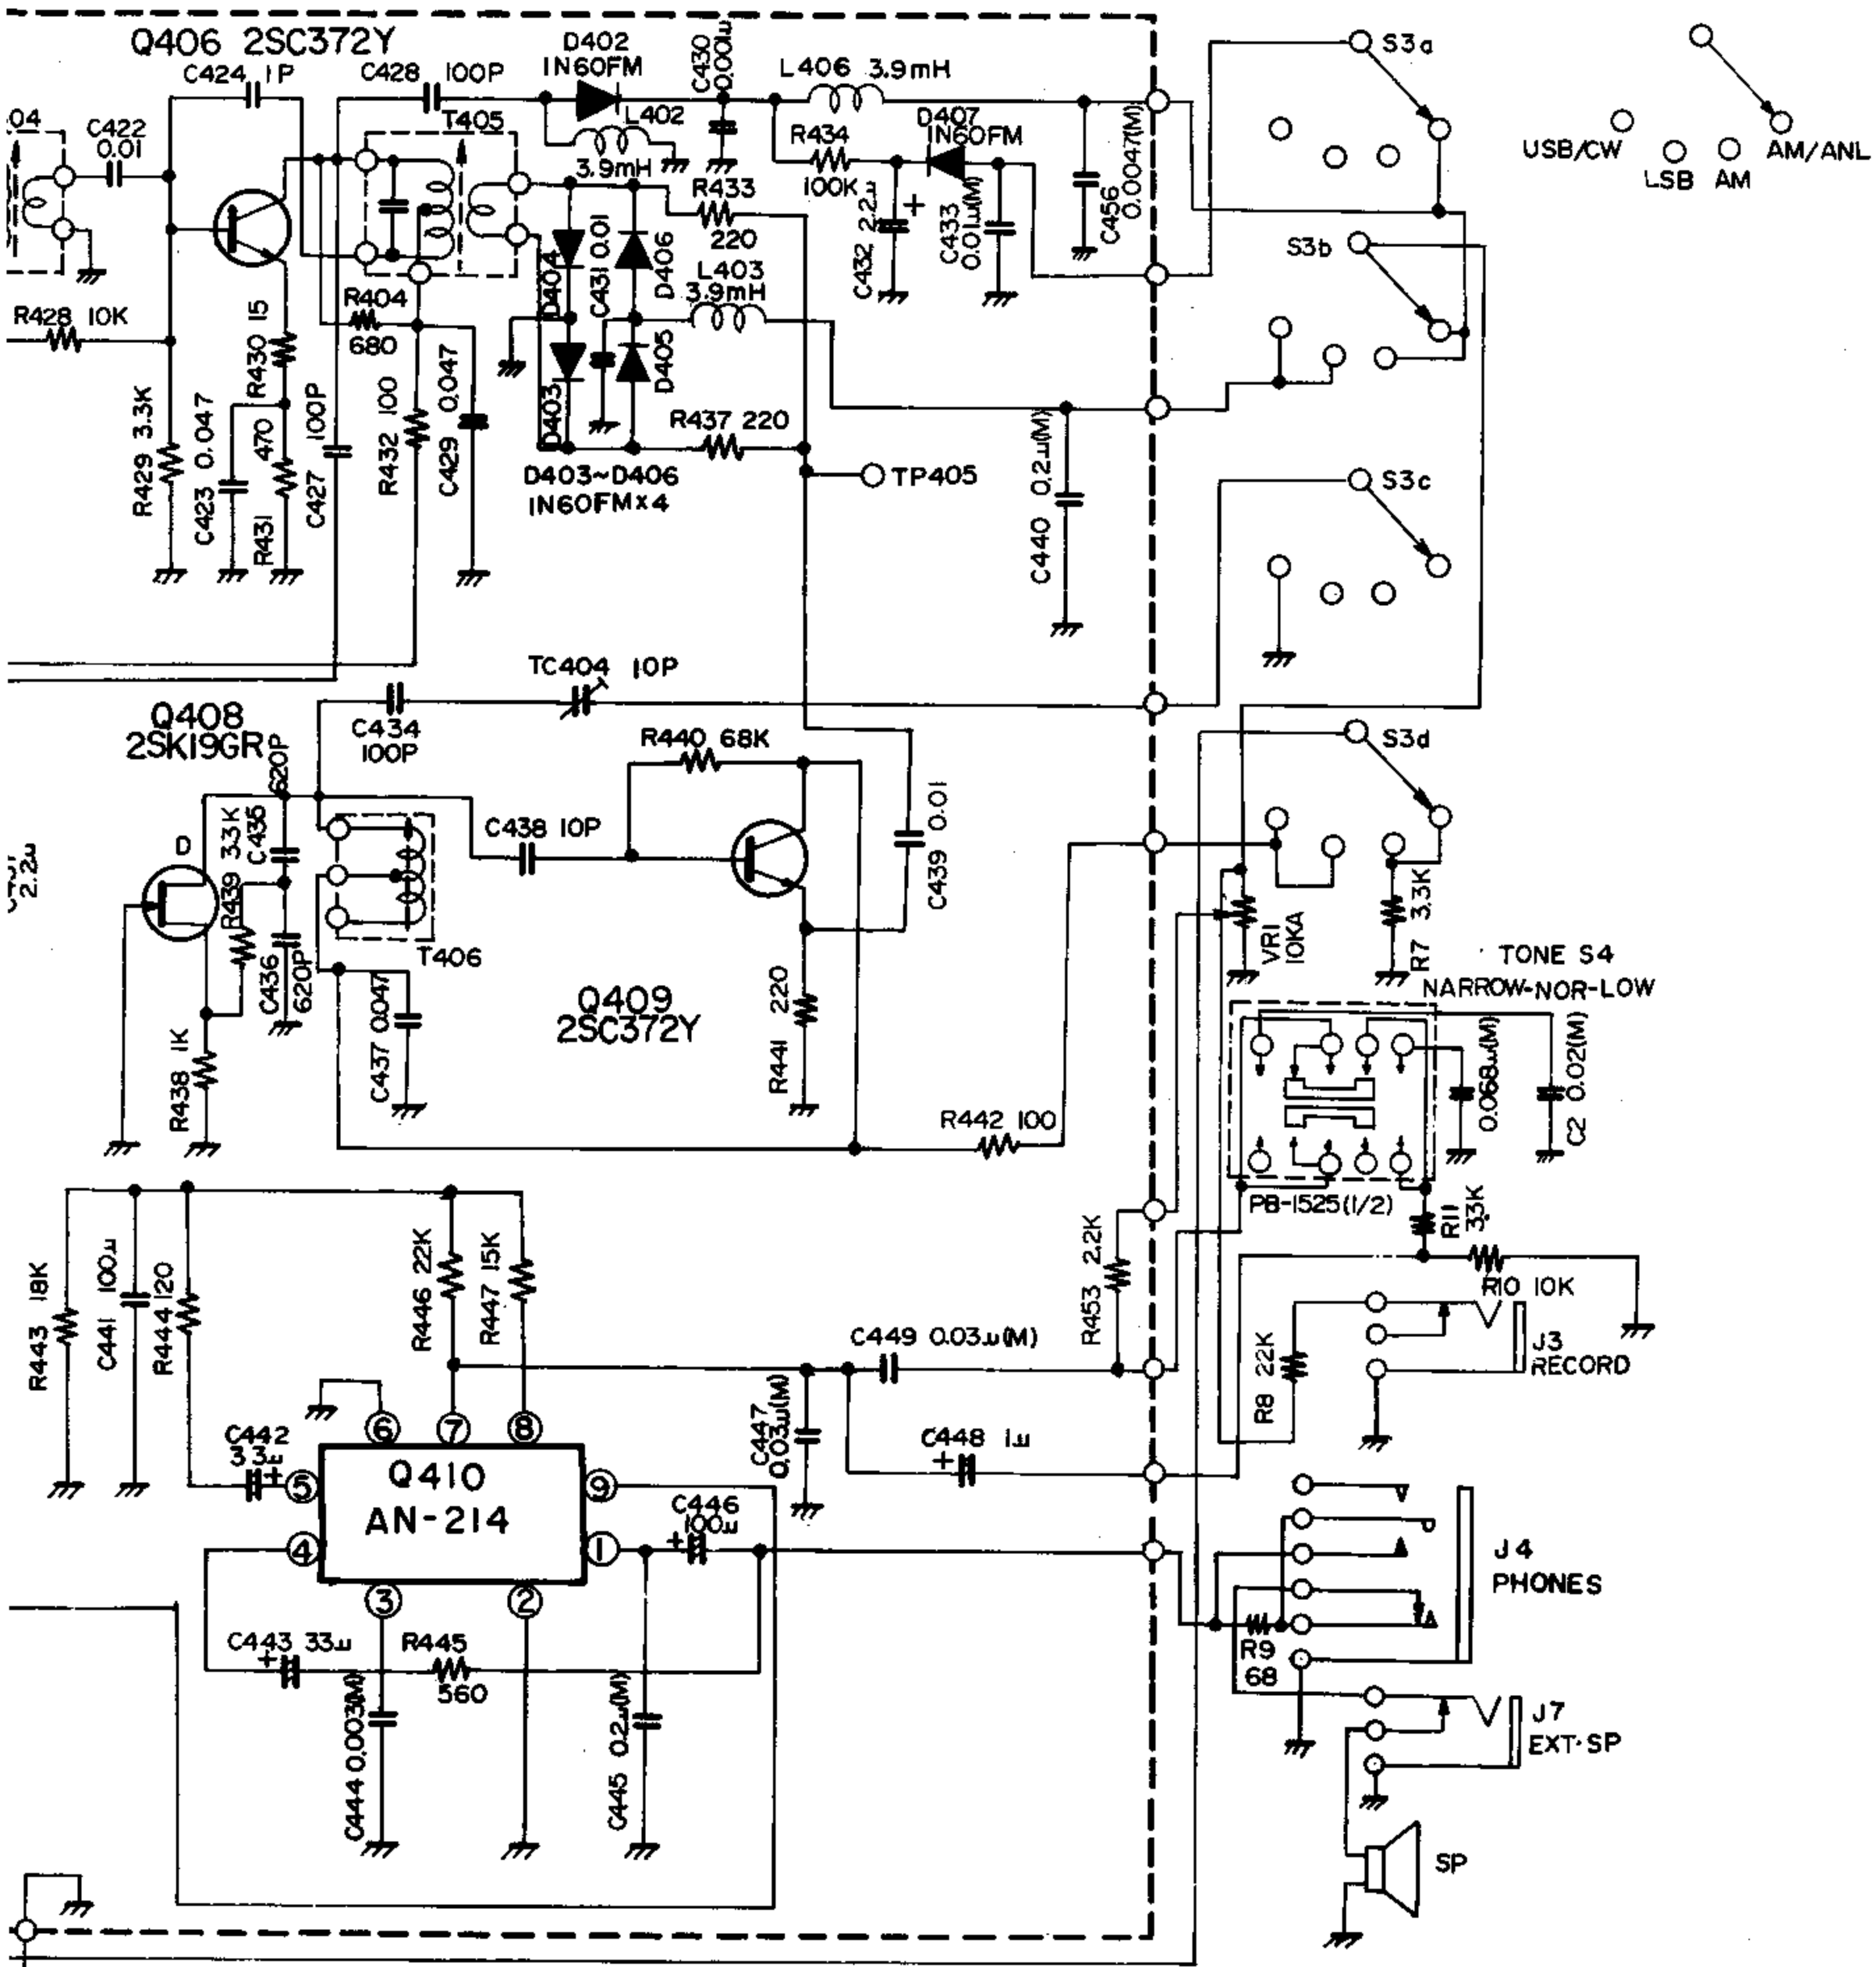 Q406 2SC372Y
C424 1P
C428 100P
D402
IN60FM
C430
0.001μ
L406 3.9mH
S3a
04
C422
0.01
T405
L402
3.9mH
R434
100K
D407
IN60FM
C456
0.0047(M)
USB/CW
LSB
AM
AM/ANL
R433
220
C432 2.2μ
+
C433
0.01μ(M)
S3b
D404
C431 0.01
D406
L403
3.9mH
R428 10K
R430 15
R404
680
D403
D405
R429 3.3K
C423 0.047
R431 470
C427 100P
R432 100
C429 0.047
R437 220
D403~D406
IN60FM×4
TP405
C440 0.2μ(M)
S3c
TC404 10P
Q408
2SK19GR
C434
100P
R440 68K
S3d
620P
C435
R439 33K
D
2.2μ
C438 10P
C439 0.01
T406
C436
620P
C437 0.047
R438 1K
Q409
2SC372Y
R441 220
VR1
10KA
R7 3.3K
TONE S4
NARROW-NOR-LOW
0.068μ(M)
C2 0.02(M)
R442 100
PB-1525(1/2)
R11
33K
R10 10K
R443 18K
C441 100μ
R444 120
R446 22K
R447 15K
R453 2.2K
C449 0.03μ(M)
R8 22K
J3
RECORD
C447
0.03μ(M)
C448 1μ
+
C442
33μ
+
6
7
8
5
Q410
AN-214
9
4
1
C446
100μ
+
3
2
J4
PHONES
C443 33μ
+
R445
560
R9
68
C444 0.003(M)
C445 0.2μ(M)
J7
EXT·SP
SP